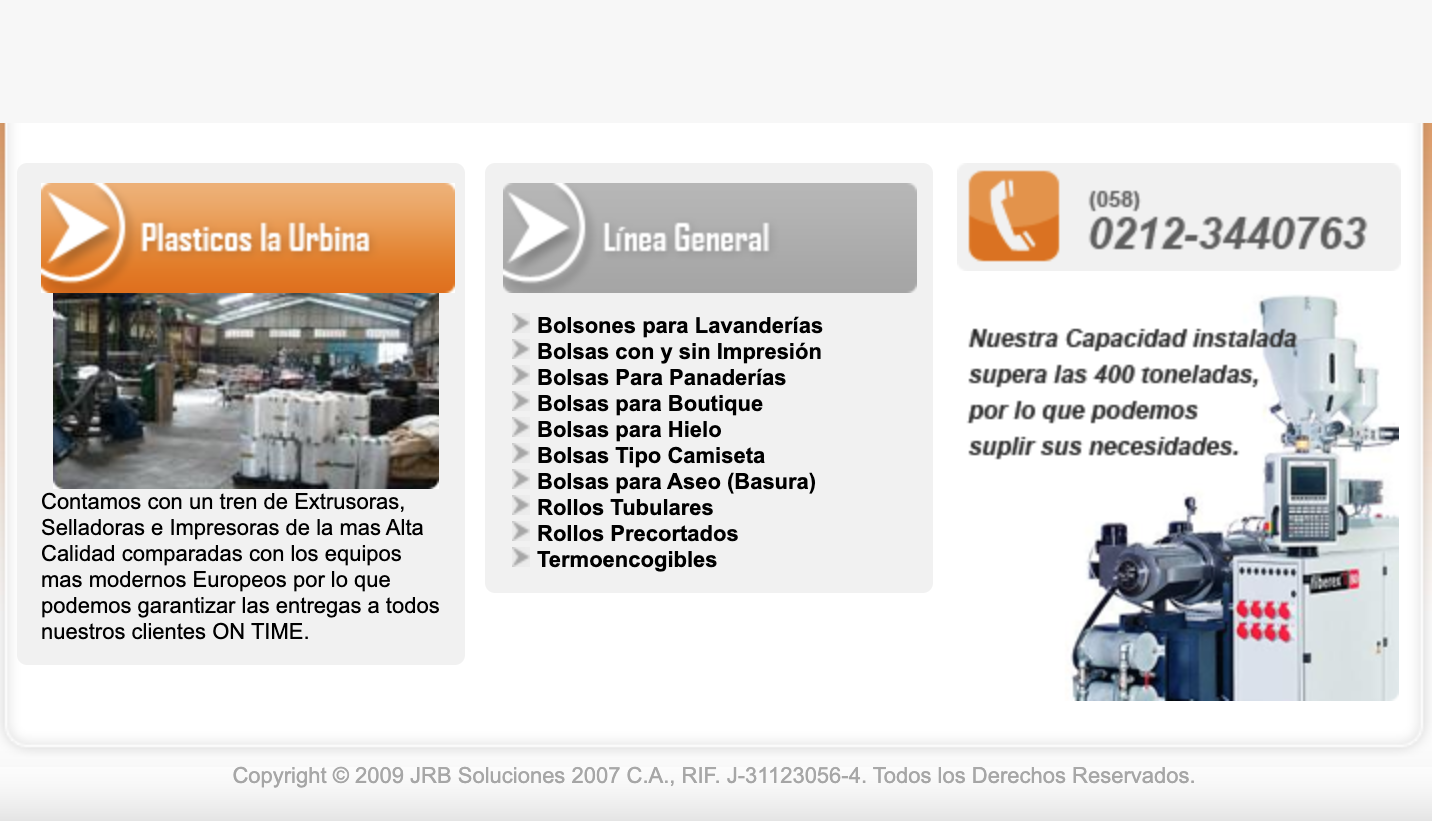 Plasticos la Urbina
Contamos con un tren de Extrusoras,
Selladoras e Impresoras de la mas Alta
Calidad comparadas con los equipos
mas modernos Europeos por lo que
podemos garantizar las entregas a todos
nuestros clientes ON TIME.
Línea General
Bolsones para Lavanderías
Bolsas con y sin Impresión
Bolsas Para Panaderías
Bolsas para Boutique
Bolsas para Hielo
Bolsas Tipo Camiseta
Bolsas para Aseo (Basura)
Rollos Tubulares
Rollos Precortados
Termoencogibles
(058)
0212-3440763
Nuestra Capacidad instalada
supera las 400 toneladas,
por lo que podemos
suplir sus necesidades.
Copyright © 2009 JRB Soluciones 2007 C.A., RIF. J-31123056-4. Todos los Derechos Reservados.